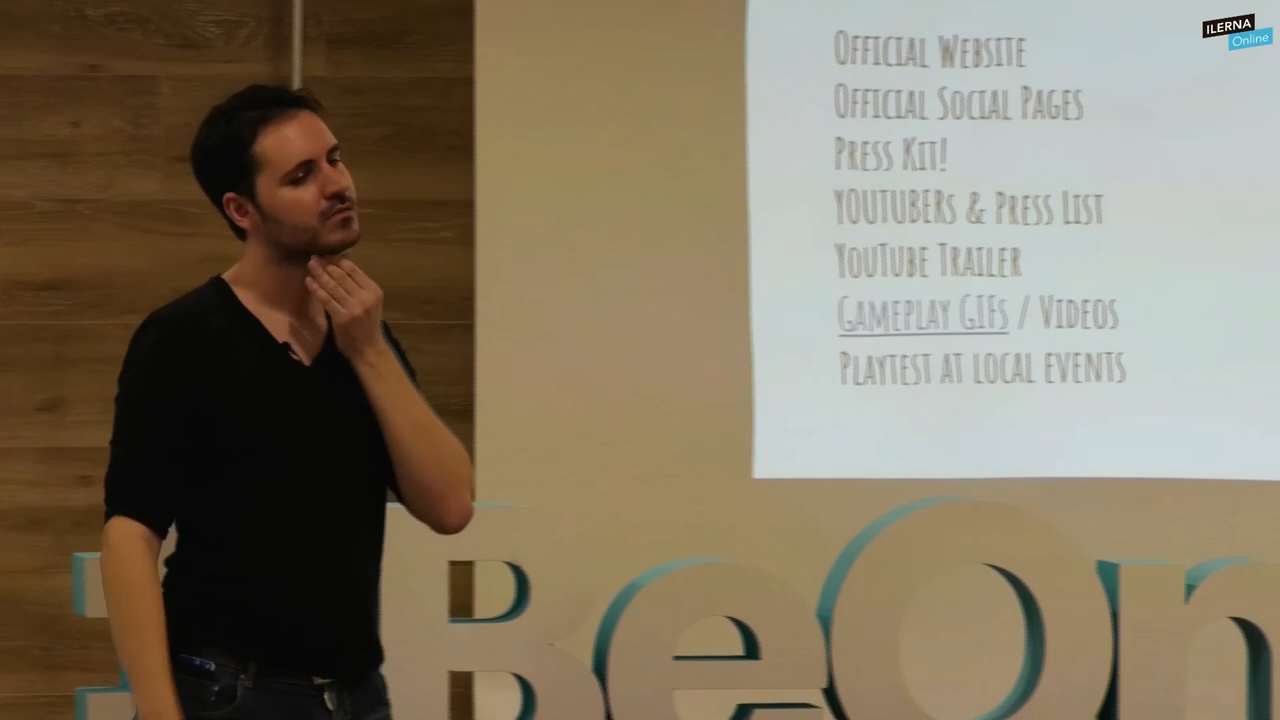 ILERNA
Online
OFFICIAL WEBSITE
OFFICIAL SOCIAL PAGES
PRESS KIT!
YOUTUBERS & PRESS LIST
YOUTUBE TRAILER
GAMEPLAY GIFS / VIDEOS
PLAYTEST AT LOCAL EVENTS
BeOn